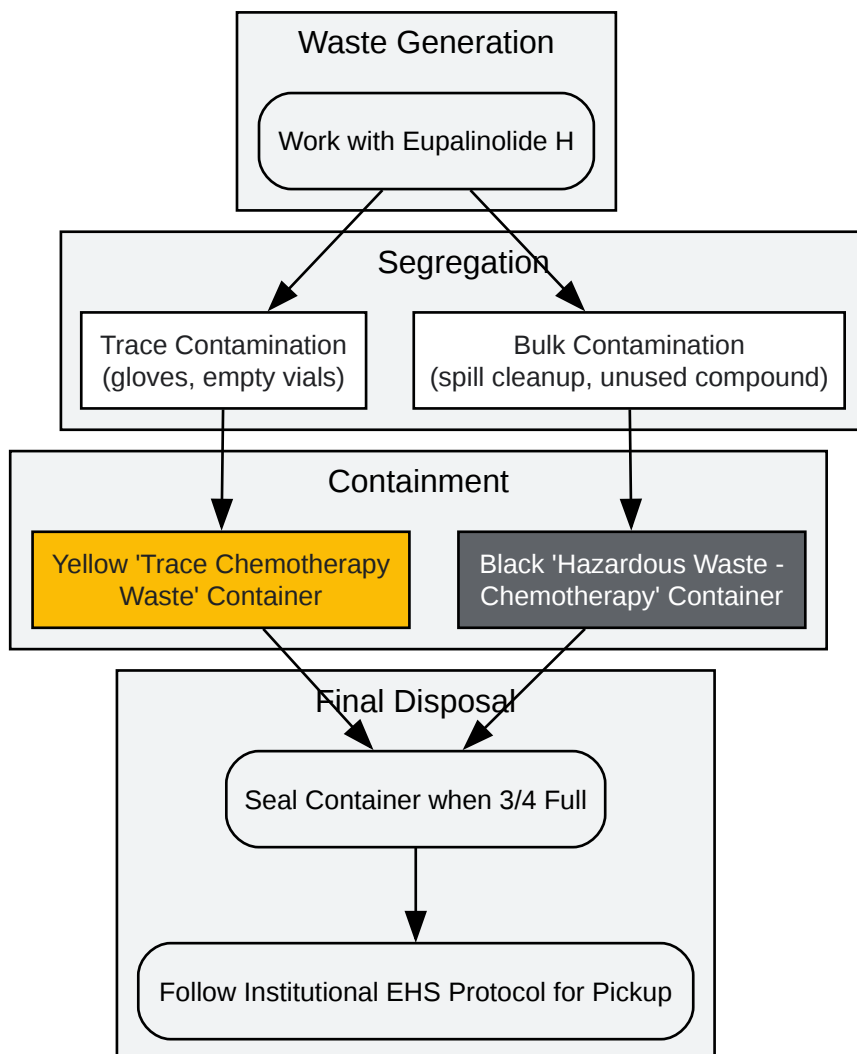 Waste Generation
Work with Eupalinolide H
Segregation
Trace Contamination
(gloves, empty vials)
Bulk Contamination
(spill cleanup, unused compound)
Containment
Yellow 'Trace Chemotherapy
Waste' Container
Black 'Hazardous Waste -
Chemotherapy' Container
Final Disposal
Seal Container when 3/4 Full
Follow Institutional EHS Protocol for Pickup